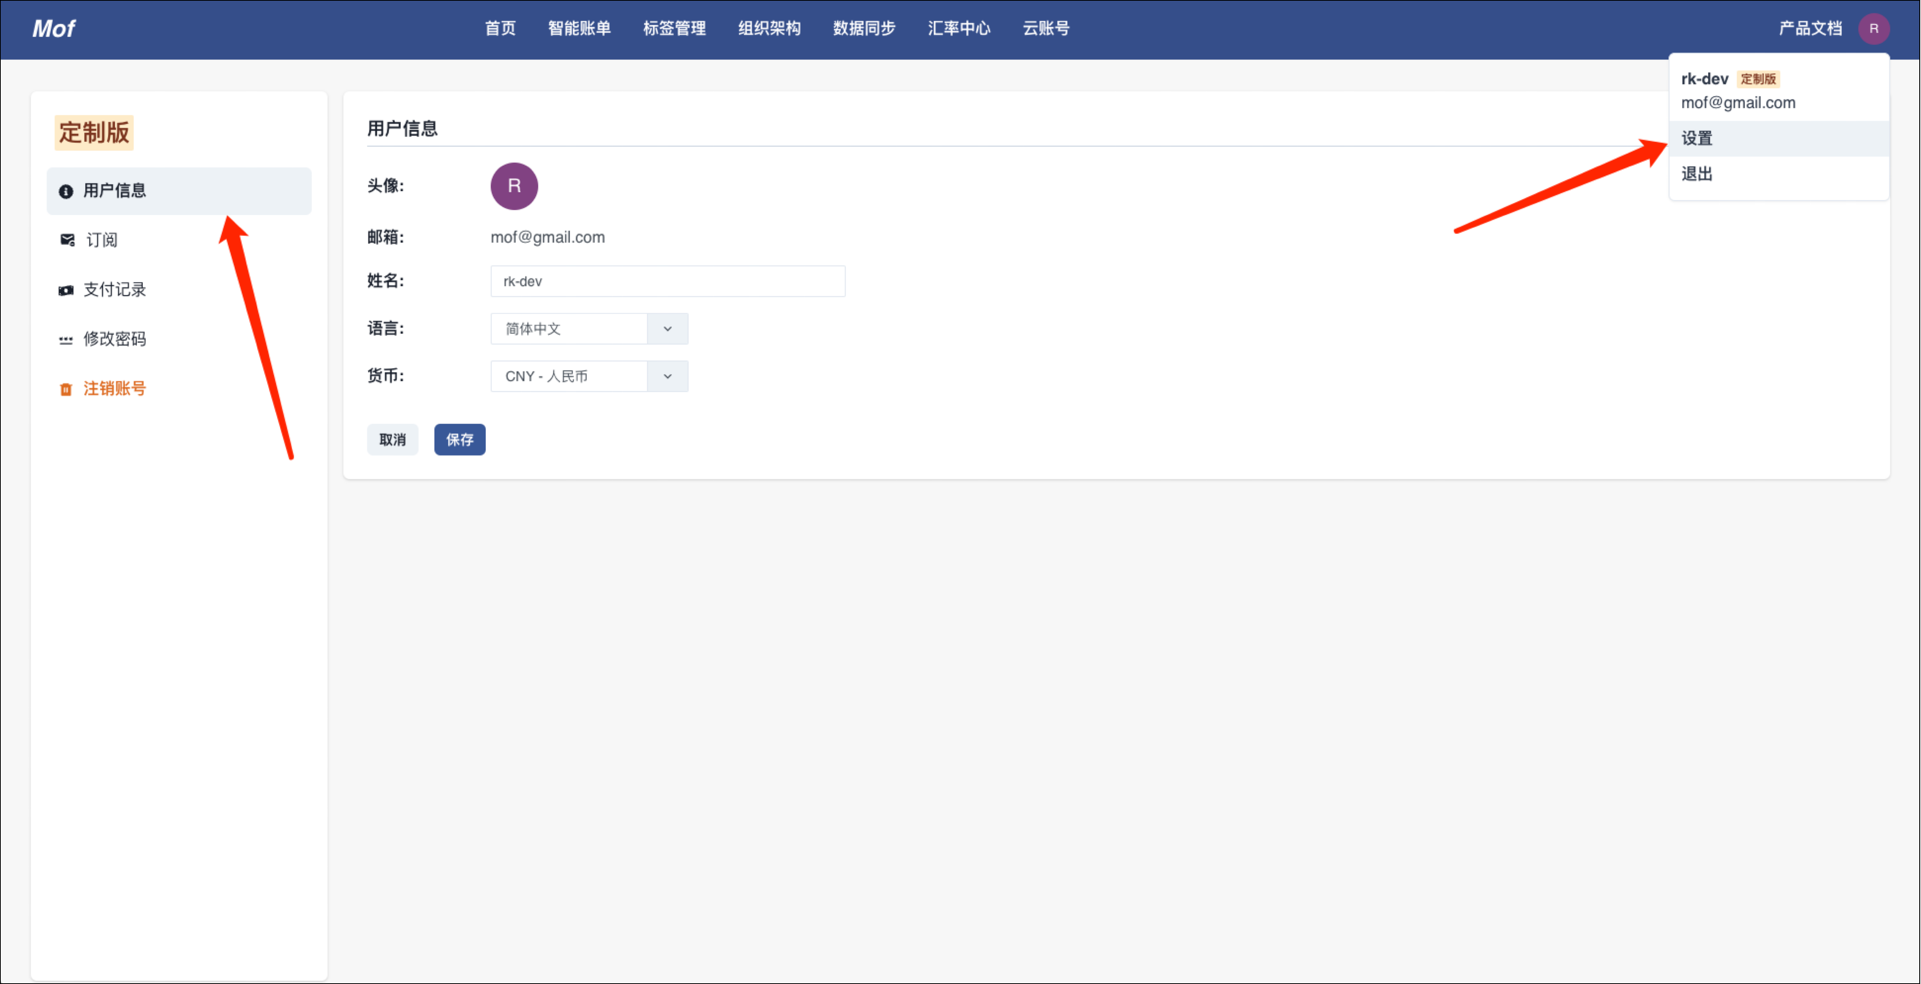 Mof
首页 智能账单 标签管理 组织架构 数据同步 汇率中心 云账号
产品文档 R
rk-dev 定制版
mof@gmail.com
设置
退出
定制版
用户信息
订阅
支付记录
修改密码
注销账号
用户信息
头像: R
邮箱: mof@gmail.com
姓名: rk-dev
语言: 简体中文
货币: CNY - 人民币
取消 保存